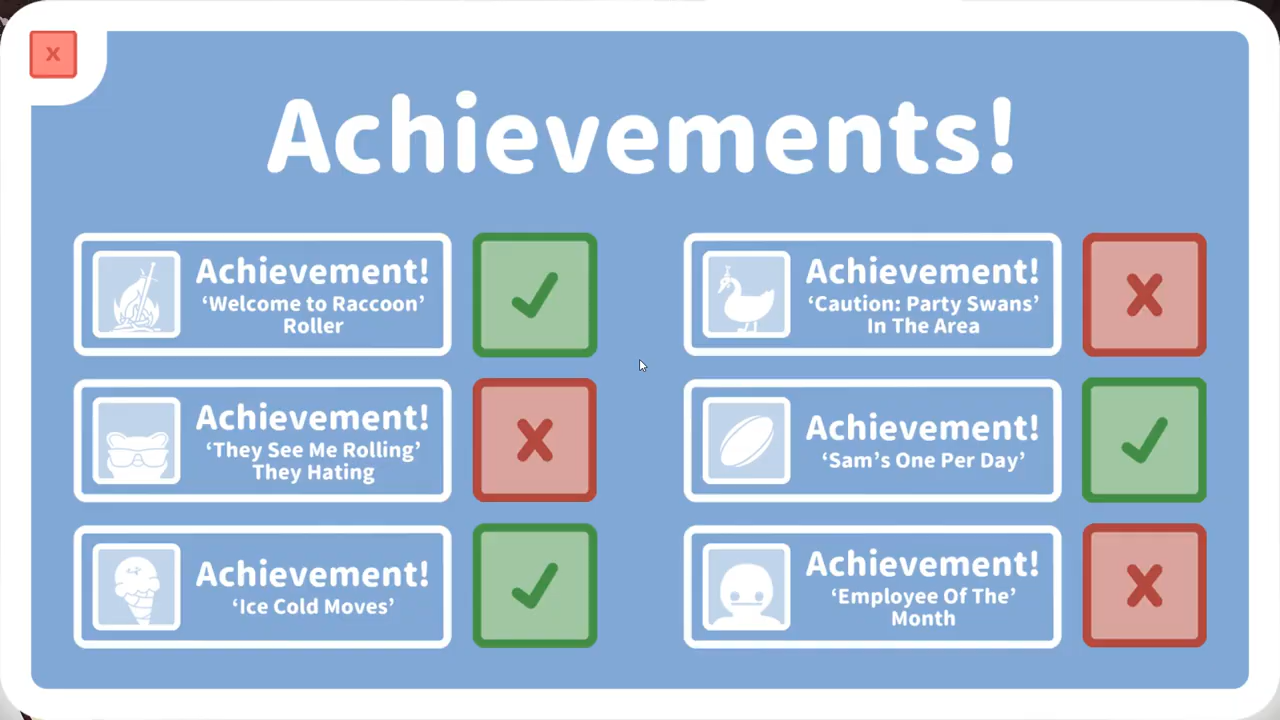 x
Achievements!
Achievement!
‘Welcome to Raccoon’
Roller
Achievement!
‘Caution: Party Swans’
In The Area
Achievement!
‘They See Me Rolling’
They Hating
Achievement!
‘Sam’s One Per Day’
Achievement!
‘Ice Cold Moves’
Achievement!
‘Employee Of The’
Month